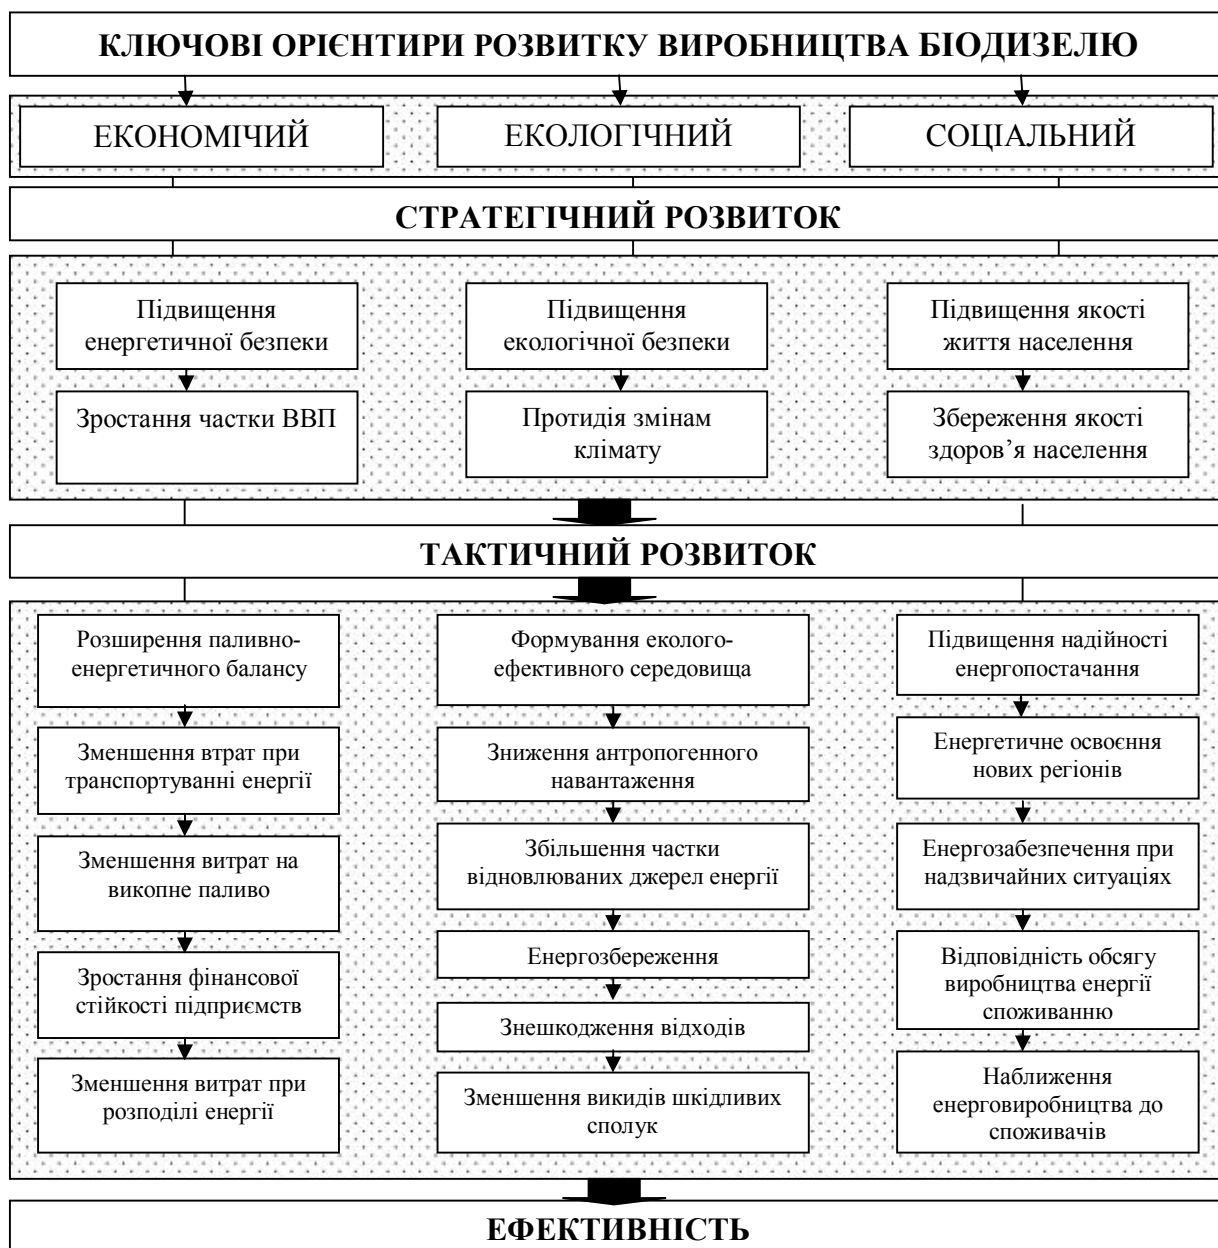 КЛЮЧОВІ ОРІЄНТИРИ РОЗВИТКУ ВИРОБНИЦТВА БІОДИЗЕЛЮ
ЕКОНОМІЧИЙ
ЕКОЛОГІЧНИЙ
СОЦІАЛЬНИЙ
СТРАТЕГІЧНИЙ РОЗВИТОК
Підвищення
енергетичної безпеки
Зростання частки ВВП
Підвищення
екологічної безпеки
Протидія змінам
клімату
Підвищення якості
життя населення
Збереження якості
здоров’я населення
ТАКТИЧНИЙ РОЗВИТОК
Розширення паливно-
енергетичного балансу
Зменшення втрат при
транспортуванні енергії
Зменшення витрат на
викопне паливо
Зростання фінансової
стійкості підприємств
Зменшення витрат при
розподілі енергії
Формування еколого-
ефективного середовища
Зниження антропогенного
навантаження
Збільшення частки
відновлюваних джерел енергії
Енергозбереження
Знешкодження відходів
Зменшення викидів шкідливих
сполук
Підвищення надійності
енергопостачання
Енергетичне освоєння
нових регіонів
Енергозабезпечення при
надзвичайних ситуаціях
Відповідність обсягу
виробництва енергії
споживанню
Наближення
енерговиробництва до
споживачів
ЕФЕКТИВНІСТЬ